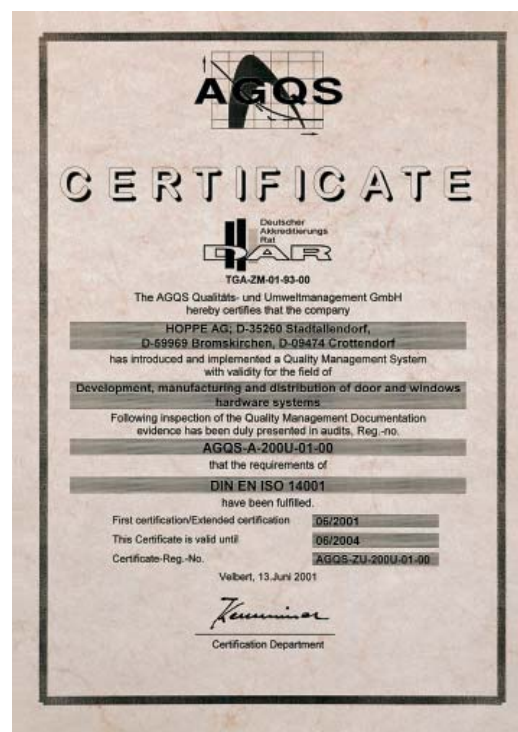 AGQS
CERTIFICATE
Deutscher
Akkreditierungs
Rat
DAR
TGA-ZM-01-93-00
The AGQS Qualitäts- und Umweltmanagement GmbH
hereby certifies that the company
HOPPE AG; D-35260 Stadtallendorf,
D-59969 Bromskirchen, D-09474 Crottendorf
has introduced and implemented a Quality Management System
with validity for the field of
Development, manufacturing and distribution of door and windows
hardware systems
Following inspection of the Quality Management Documentation
evidence has been duly presented in audits, Reg.-no.
AGQS-A-200U-01-00
that the requirements of
DIN EN ISO 14001
have been fulfilled.
First certification/Extended certification 06/2001
This Certificate is valid until 06/2004
Certificate-Reg.-No. AGQS-ZU-200U-01-00
Velbert, 13.Juni 2001
Certification Department